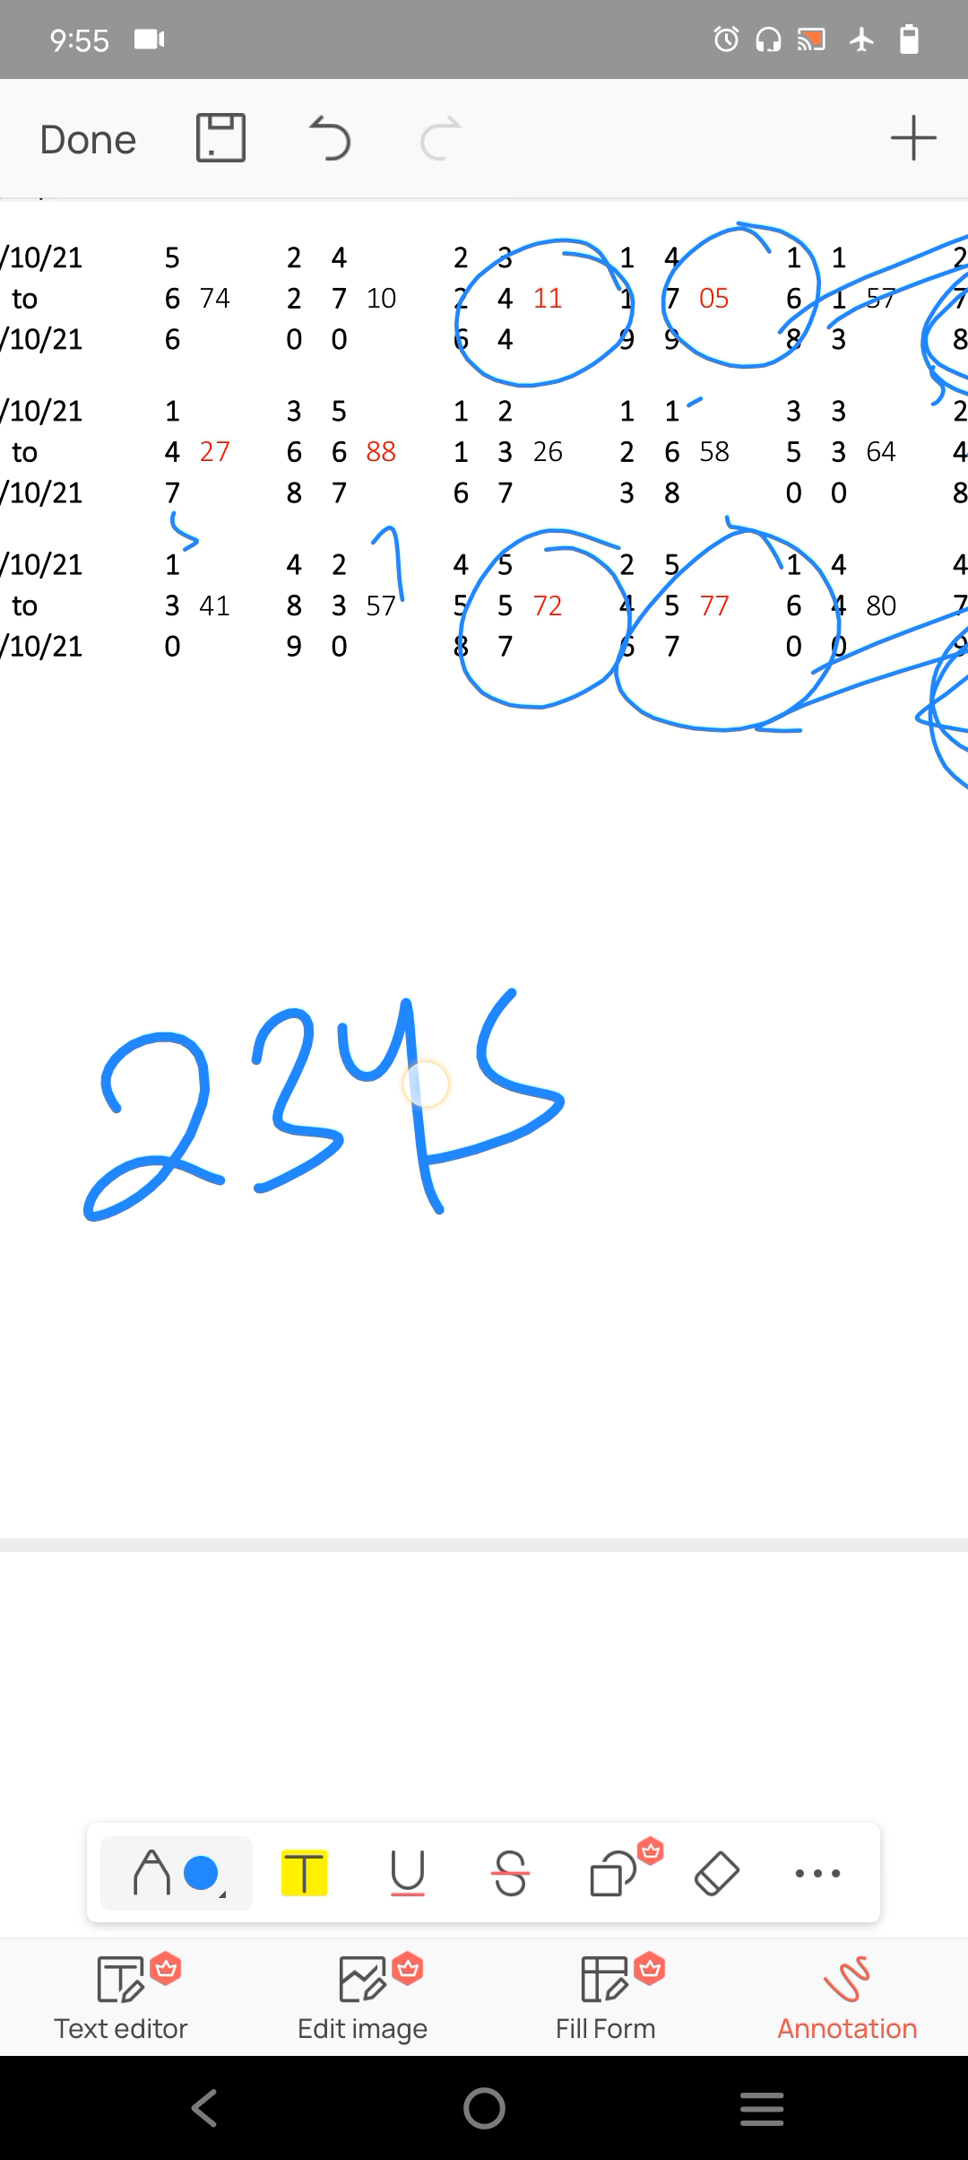 9:55
Done
/10/21 5 2 4 2 3 1 4 1 1 2
to 6 74 2 7 10 2 4 11 1 7 05 6 1 57 7
/10/21 6 0 0 6 4 9 9 8 3 8
/10/21 1 3 5 1 2 1 1 3 3 2
to 4 27 6 6 88 1 3 26 2 6 58 5 3 64 4
/10/21 7 8 7 6 7 3 8 0 0 8
/10/21 1 4 2 4 5 2 5 1 4 4
to 3 41 8 3 57 5 5 72 4 5 77 6 4 80 7
/10/21 0 9 0 8 7 6 7 0 0 9
2345
T U S
Text editor Edit image Fill Form Annotation